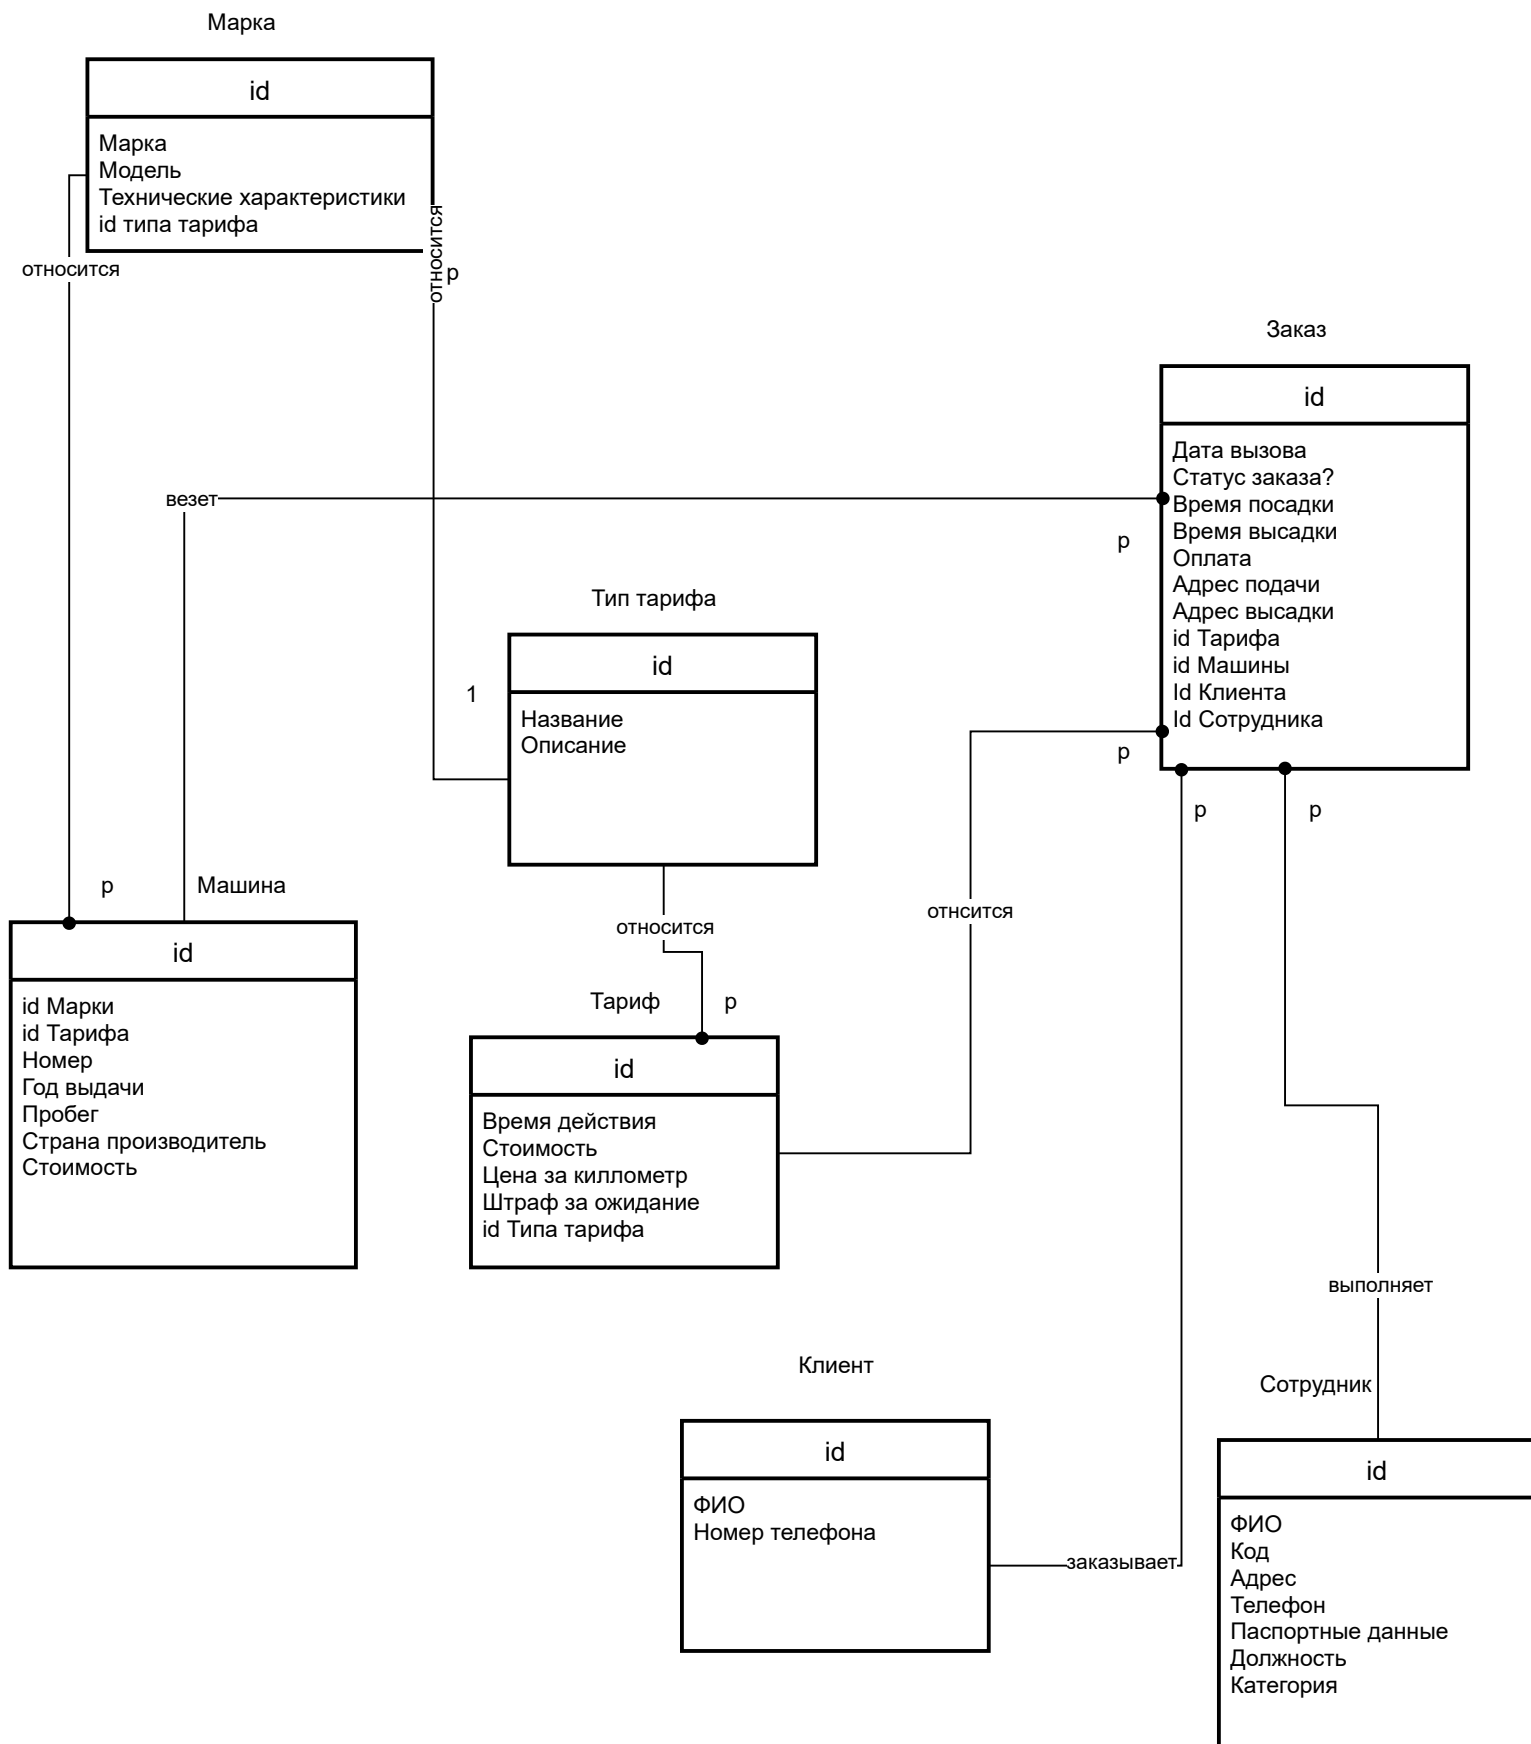 Марка
id
Марка
Модель
Технические характеристики
id типа тарифа
относится
относится
p
Заказ
id
Дата вызова
Статус заказа?
Время посадки
Время высадки
Оплата
Адрес подачи
Адрес высадки
id Тарифа
id Машины
Id Клиента
Id Сотрудника
везет
p
Тип тарифа
id
Название
Описание
1
p
p
p
p
Машина
id
id Марки
id Тарифа
Номер
Год выдачи
Пробег
Страна производитель
Стоимость
относится
отнсится
Тариф
p
id
Время действия
Стоимость
Цена за киллометр
Штраф за ожидание
id Типа тарифа
выполняет
Клиент
id
ФИО
Номер телефона
заказывает
Сотрудник
id
ФИО
Код
Адрес
Телефон
Паспортные данные
Должность
Категория